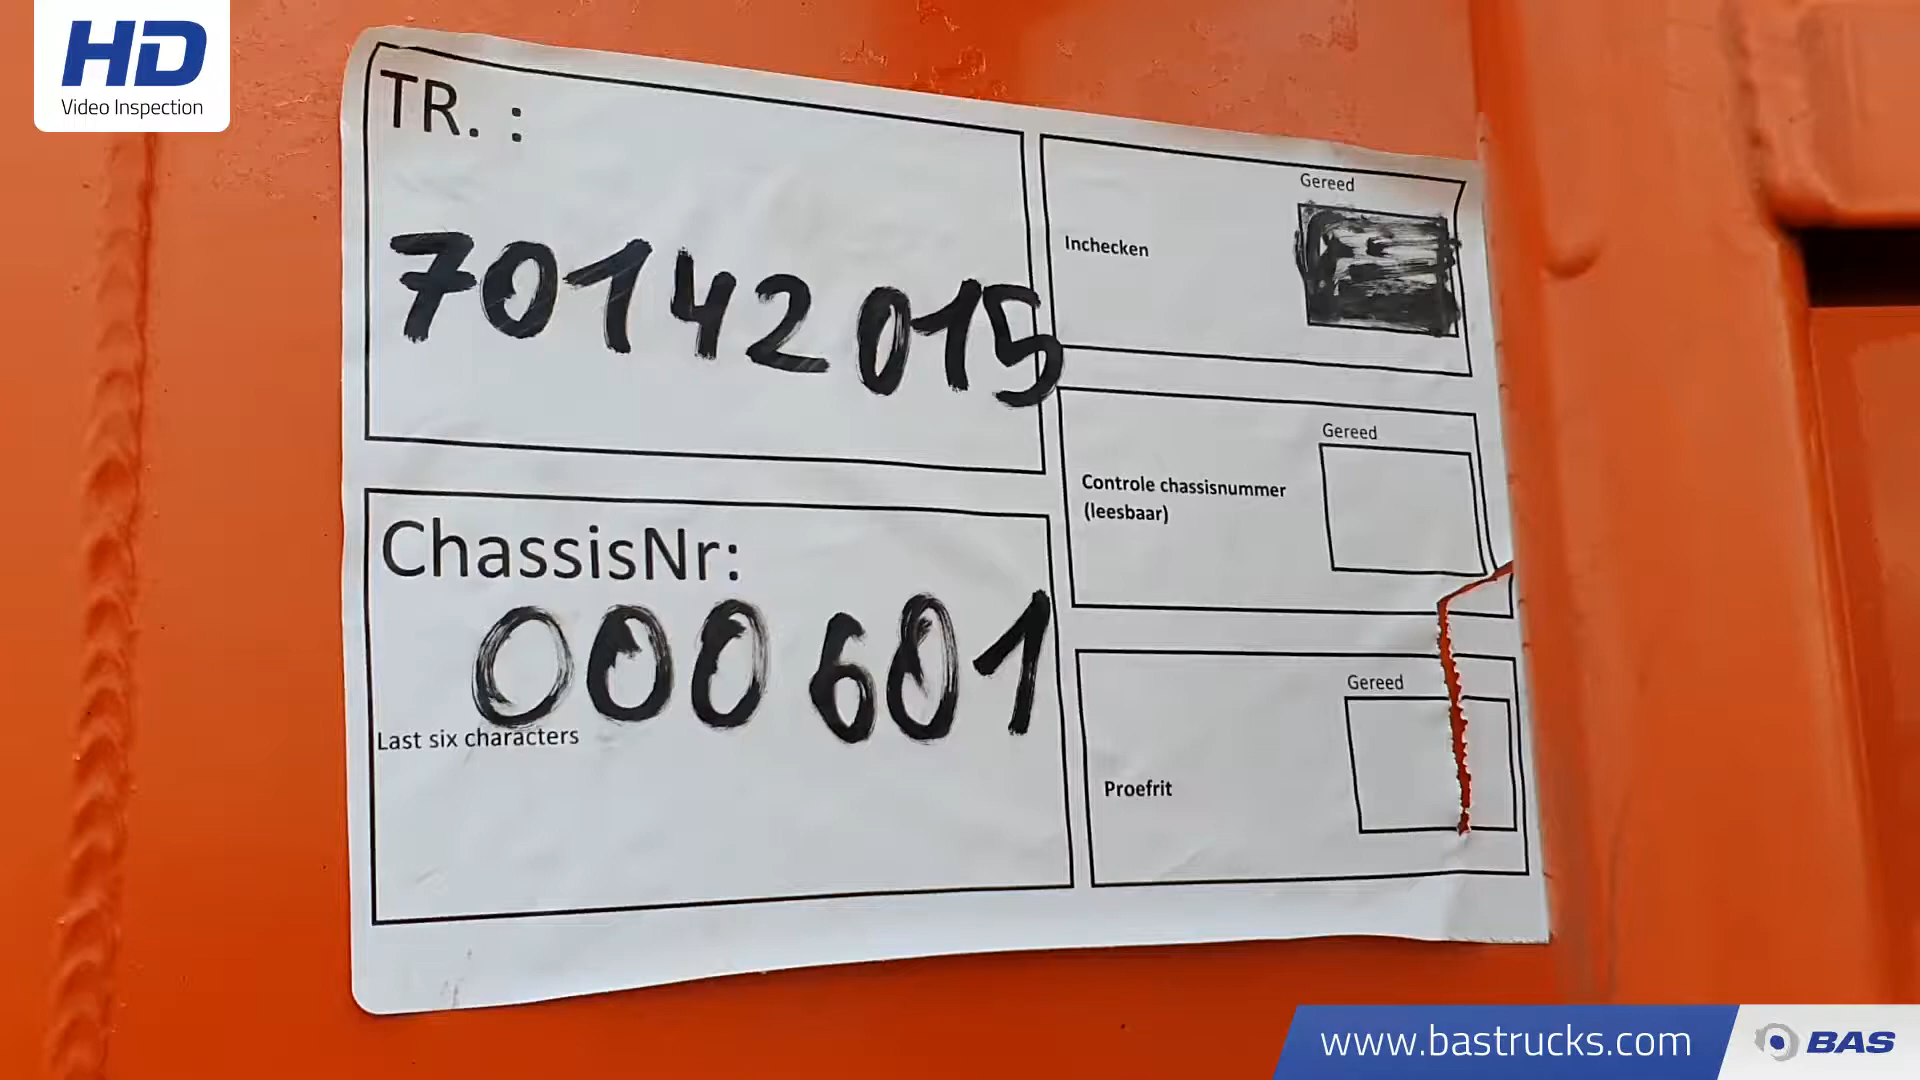 HD
Video Inspection
TR. :
70142015
ChassisNr:
000601
Last six characters
Gereed
Inchecken
Gereed
Controle chassisnummer
(leesbaar)
Gereed
Proefrit
www.bastrucks.com
BAS